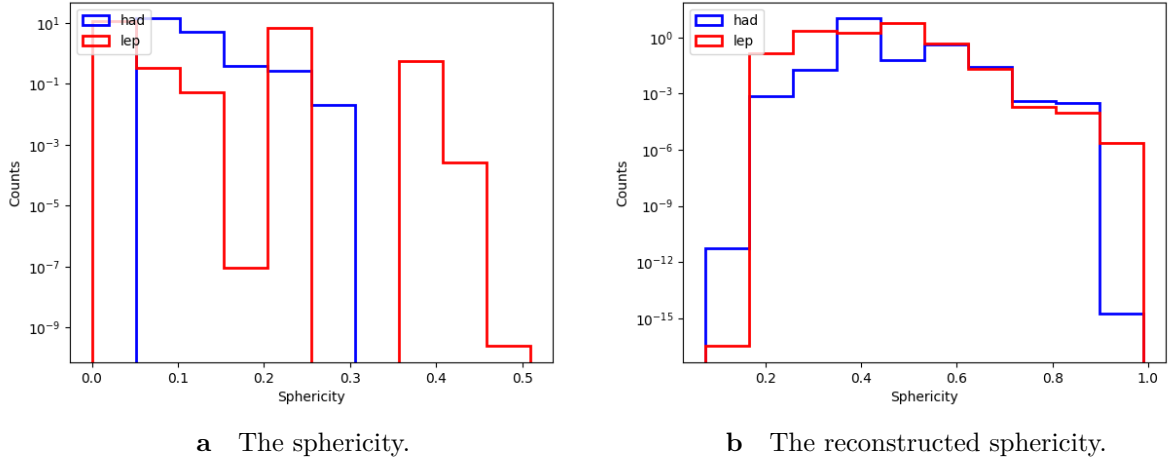 had
lep
10^1
10^-1
10^-3
10^-5
10^-7
10^-9
Counts
0.0 0.1 0.2 0.3 0.4 0.5
Sphericity
a The sphericity.
had
lep
10^0
10^-3
10^-6
10^-9
10^-12
10^-15
Counts
0.2 0.4 0.6 0.8 1.0
Sphericity
b The reconstructed sphericity.